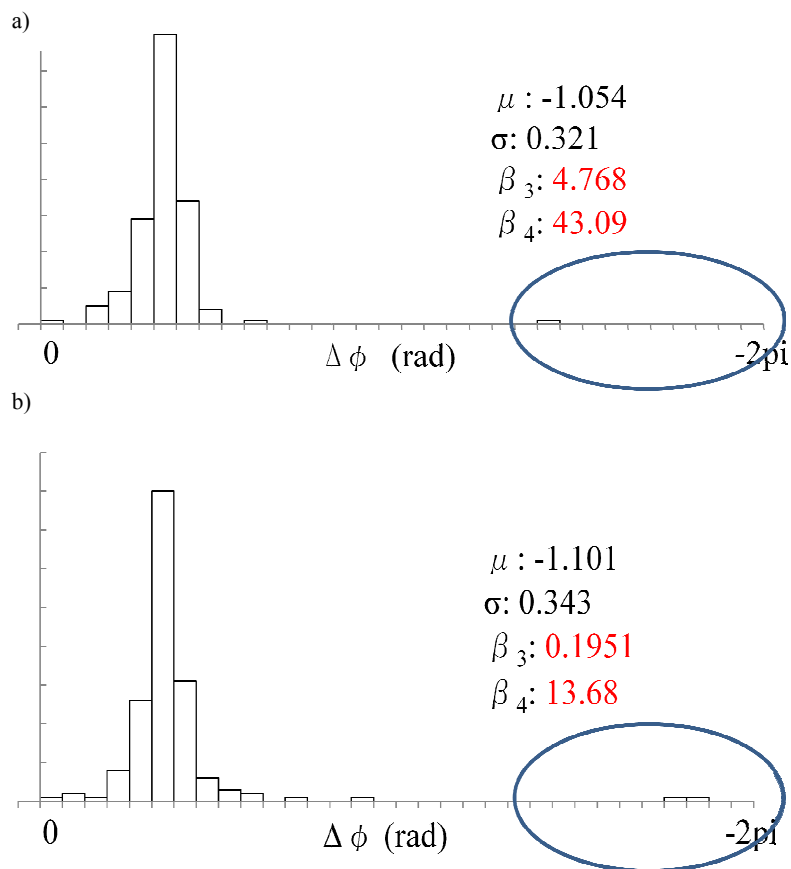 a)
μ : -1.054
σ: 0.321
β 3: 4.768
β 4: 43.09
0 Δ ϕ (rad) -2pi
b)
μ : -1.101
σ: 0.343
β 3: 0.1951
β 4: 13.68
0 Δ ϕ (rad) -2pi